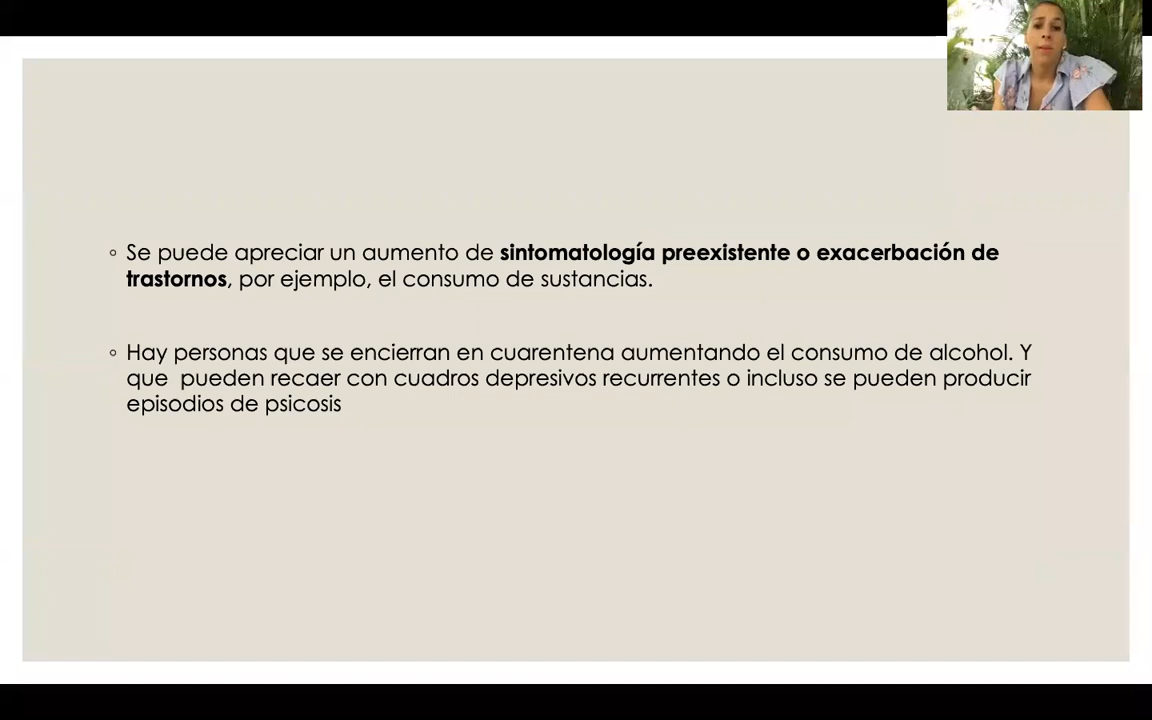 ◦ Se puede apreciar un aumento de sintomatología preexistente o exacerbación de
trastornos, por ejemplo, el consumo de sustancias.
◦ Hay personas que se encierran en cuarentena aumentando el consumo de alcohol. Y
que  pueden recaer con cuadros depresivos recurrentes o incluso se pueden producir
episodios de psicosis